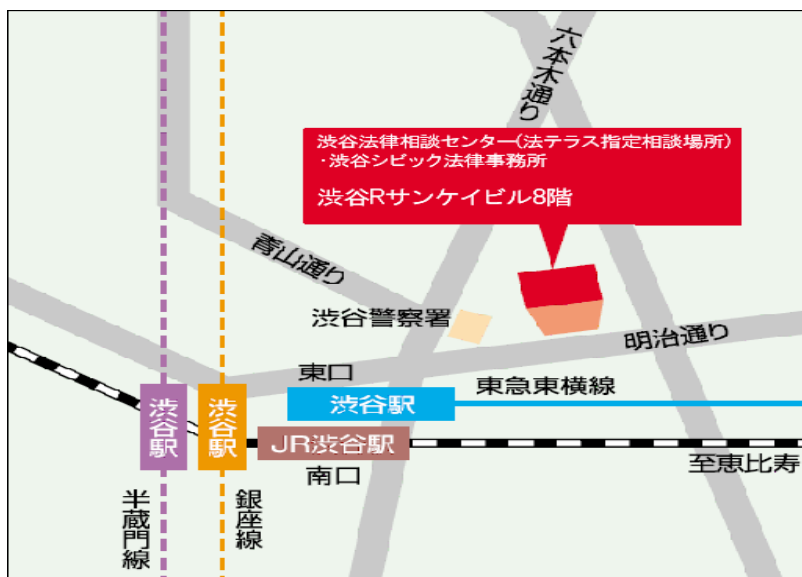 六本木通り
渋谷法律相談センター(法テラス指定相談場所)
・渋谷シビック法律事務所
渋谷Rサンケイビル8階
青山通り
渋谷警察署
明治通り
東口
渋谷駅
渋谷駅
渋谷駅
東急東横線
JR渋谷駅
南口
至恵比寿
半蔵門線
銀座線